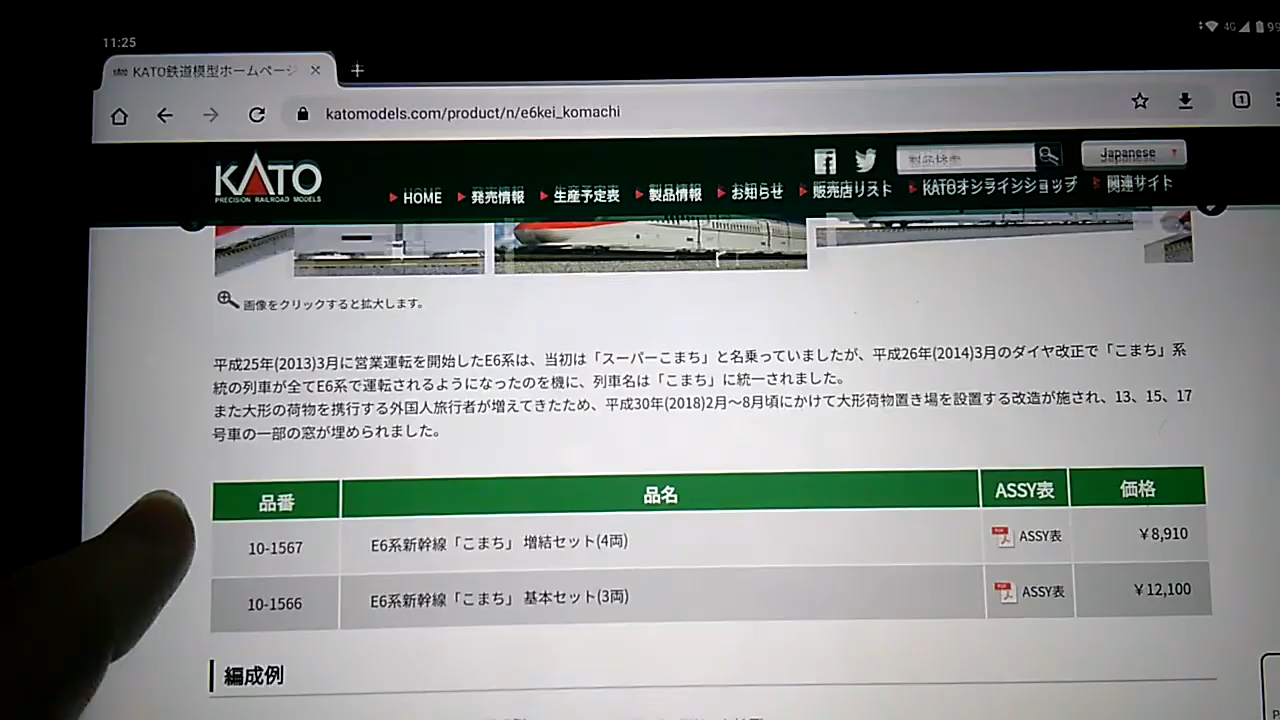 11:25
4G
99
KATO鉄道模型ホームページ
katomodels.com/product/n/e6kei_komachi
1
KATO
PRECISION RAILROAD MODELS
製品検索
Japanese
HOME 発売情報 生産予定表 製品情報 お知らせ 販売店リスト KATOオンラインショップ 関連サイト
画像をクリックすると拡大します。
平成25年(2013)3月に営業運転を開始したE6系は、当初は「スーパーこまち」と名乗っていましたが、平成26年(2014)3月のダイヤ改正で「こまち」系
統の列車が全てE6系で運転されるようになったのを機に、列車名は「こまち」に統一されました。
また大形の荷物を携行する外国人旅行者が増えてきたため、平成30年(2018)2月～8月頃にかけて大形荷物置き場を設置する改造が施され、13、15、17
号車の一部の窓が埋められました。
品番 品名 ASSY表 価格
10-1567 E6系新幹線「こまち」 増結セット(4両) ASSY表 ￥8,910
10-1566 E6系新幹線「こまち」 基本セット(3両) ASSY表 ￥12,100
編成例